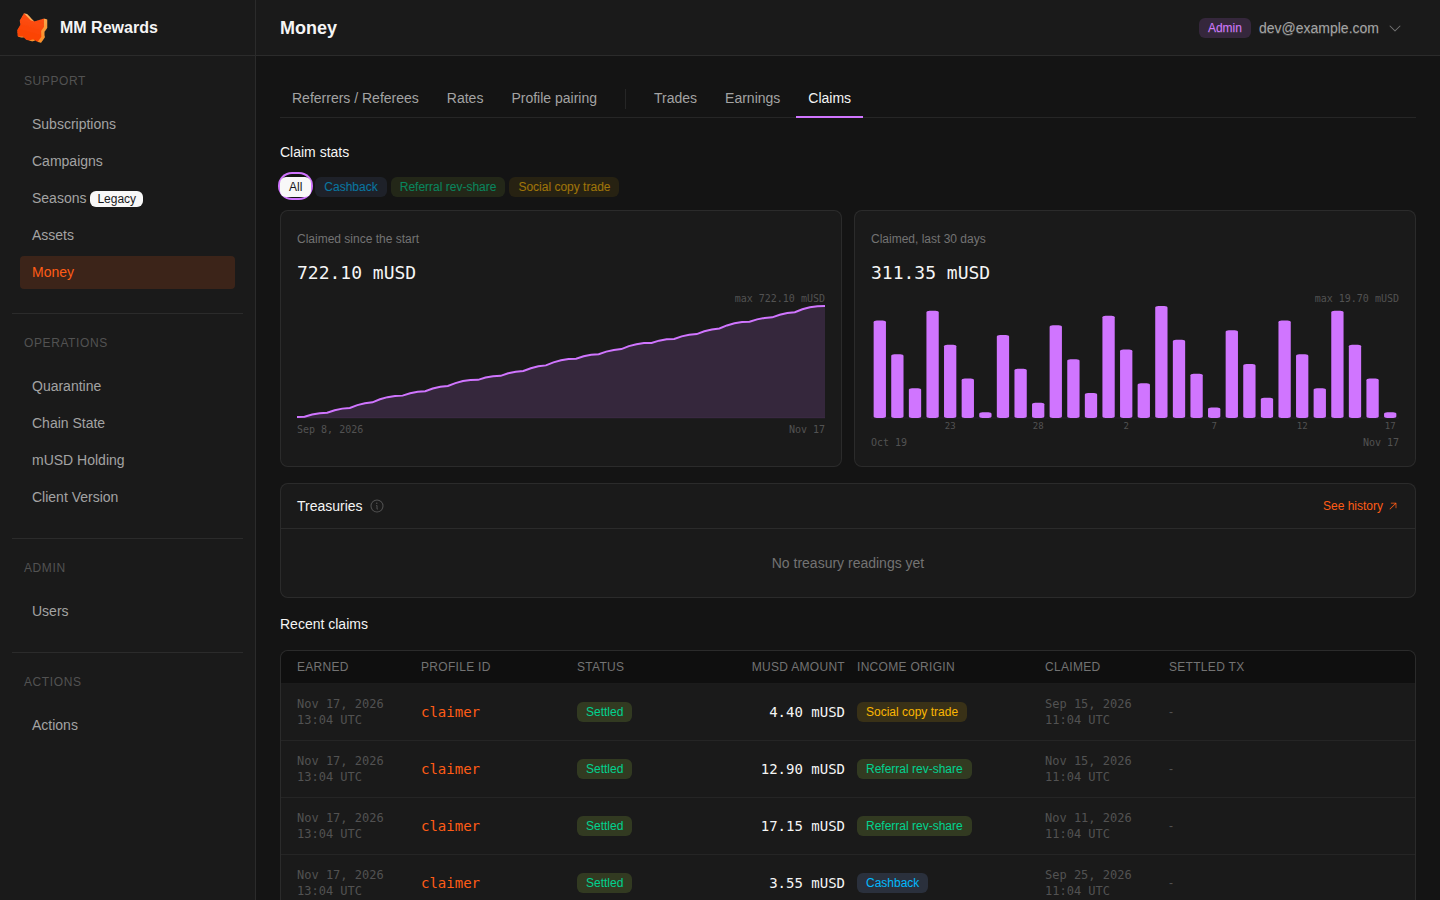 MM Rewards
Money
Admin dev@example.com
SUPPORT
Subscriptions
Campaigns
Seasons Legacy
Assets
Money
OPERATIONS
Quarantine
Chain State
mUSD Holding
Client Version
ADMIN
Users
ACTIONS
Actions
Referrers / Referees Rates Profile pairing Trades Earnings Claims
Claim stats
All Cashback Referral rev-share Social copy trade
Claimed since the start
722.10 mUSD
max 722.10 mUSD
Sep 8, 2026 Nov 17
Claimed, last 30 days
311.35 mUSD
max 19.70 mUSD
23 28 2 7 12 17
Oct 19 Nov 17
Treasuries See history
No treasury readings yet
Recent claims
EARNED PROFILE ID STATUS MUSD AMOUNT INCOME ORIGIN CLAIMED SETTLED TX
Nov 17, 2026 13:04 UTC claimer Settled 4.40 mUSD Social copy trade Sep 15, 2026 11:04 UTC -
Nov 17, 2026 13:04 UTC claimer Settled 12.90 mUSD Referral rev-share Nov 15, 2026 11:04 UTC -
Nov 17, 2026 13:04 UTC claimer Settled 17.15 mUSD Referral rev-share Nov 11, 2026 11:04 UTC -
Nov 17, 2026 13:04 UTC claimer Settled 3.55 mUSD Cashback Sep 25, 2026 11:04 UTC -